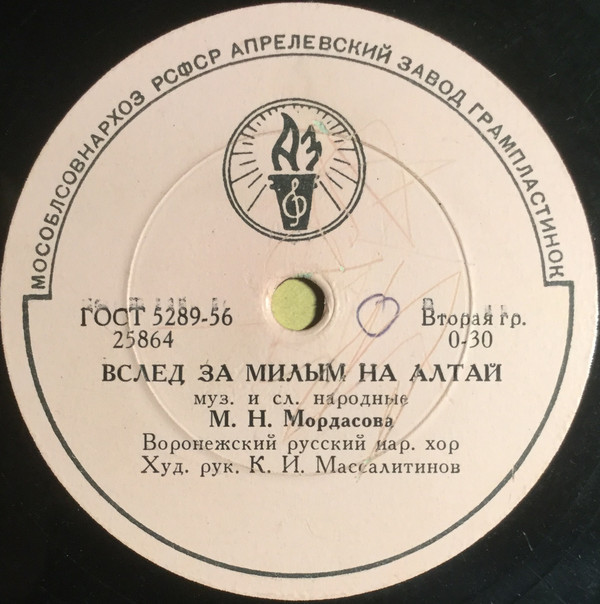 МОСОБЛСОВНАРХОЗ РСФСР АПРЕЛЕВСКИЙ ЗАВОД ГРАМПЛАСТИНОК
АЗ
ГОСТ 5289-56
25864
Вторая гр.
0-30
ВСЛЕД ЗА МИЛЫМ НА АЛТАЙ
муз. и сл. народные
М. Н. Мордасова
Воронежский русский нар. хор
Худ. рук. К. И. Массалитинов